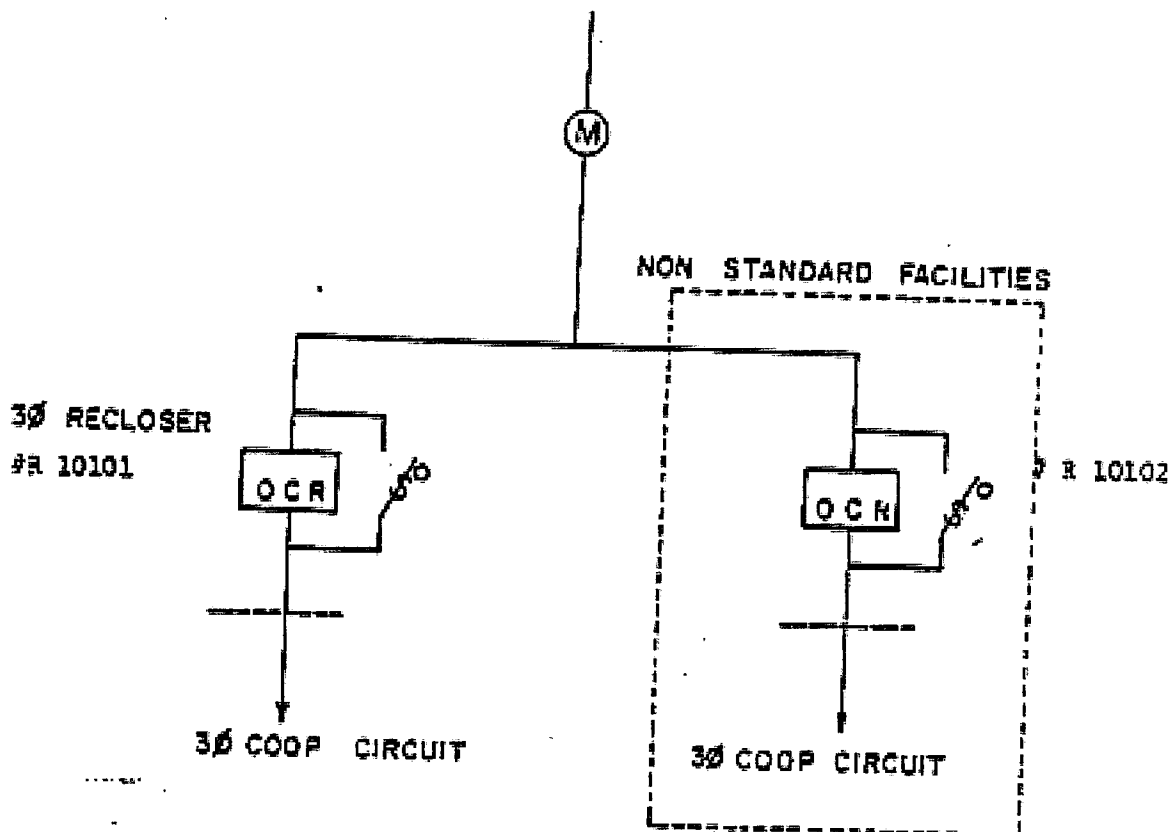 M
NON STANDARD FACILITIES
3Ø RECLOSER
#R 10101
OCR
OCR
R 10102
3Ø COOP CIRCUIT
3Ø COOP CIRCUIT